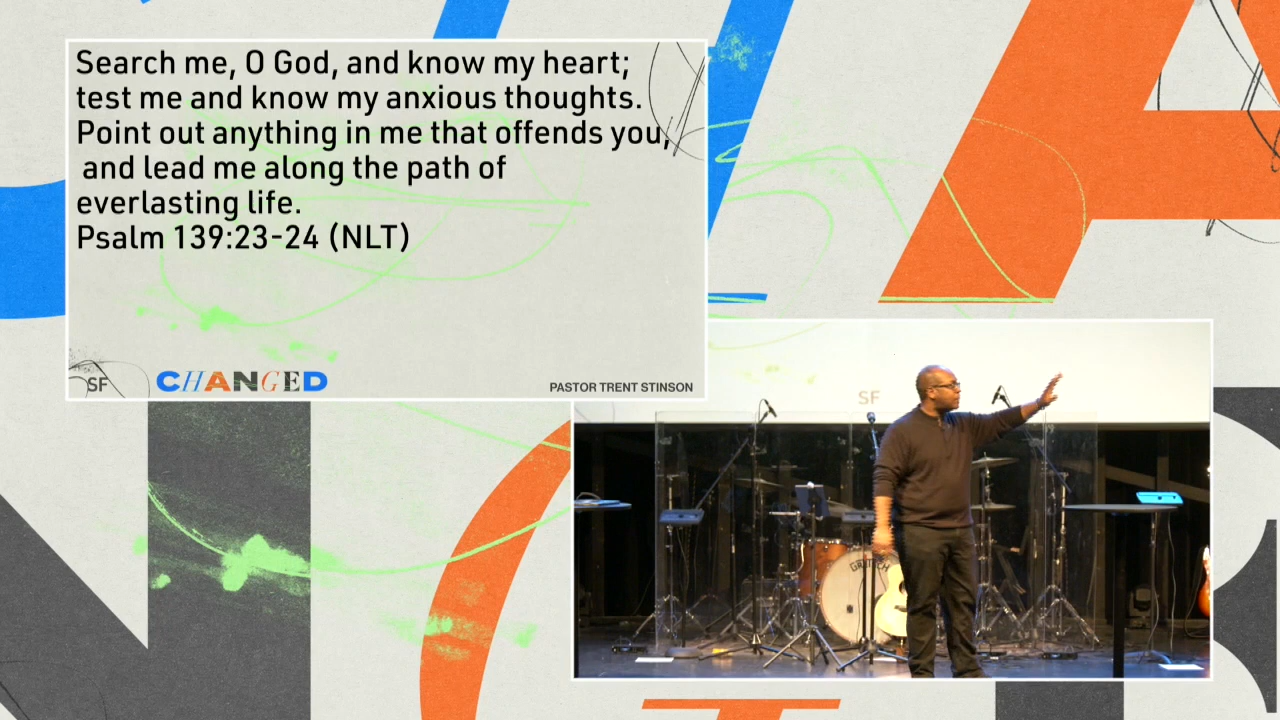 Search me, O God, and know my heart;
test me and know my anxious thoughts.
Point out anything in me that offends you,
and lead me along the path of
everlasting life.
Psalm 139:23-24 (NLT)
SF
CHANGED
PASTOR TRENT STINSON
SF
GRETSCH